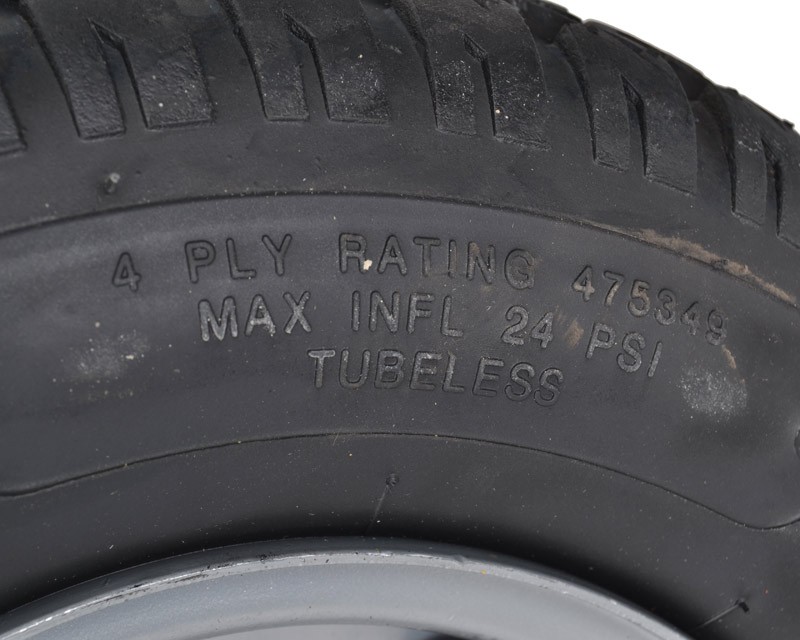 4 PLY RATING 475349
MAX INFL 24 PSI
TUBELESS